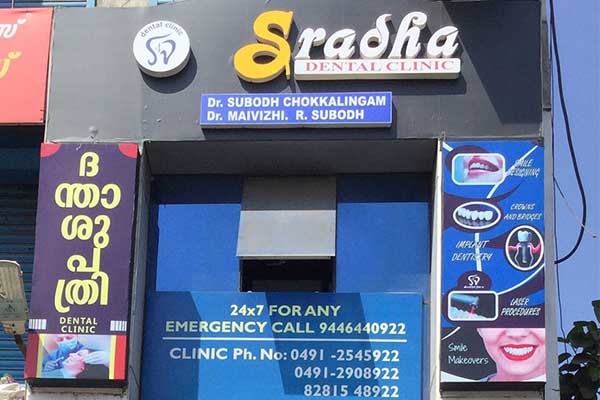 സ്
സ്
dental clinic
Sradha
DENTAL CLINIC
Dr. SUBODH CHOKKALINGAM
Dr. MAIVIZHI. R. SUBODH
ദ
ന്താ
ശു
പ
ത്രി
DENTAL
CLINIC
SMILE
DESIGNING
CROWNS
AND BRIDGES
IMPLANT
DENTISTRY
LASER
PROCEDURES
Smile
Makeovers
24x7 FOR ANY
EMERGENCY CALL 9446440922
CLINIC Ph. No: 0491 -2545922
0491-2908922
82815 48922